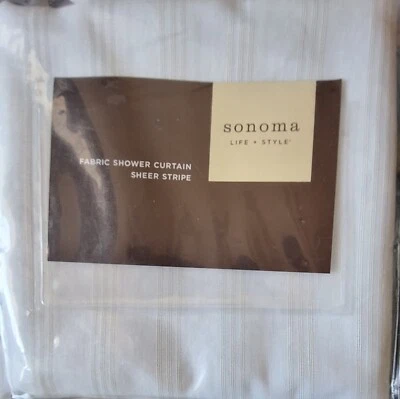 sonoma
LIFE + STYLE®
FABRIC SHOWER CURTAIN
SHEER STRIPE